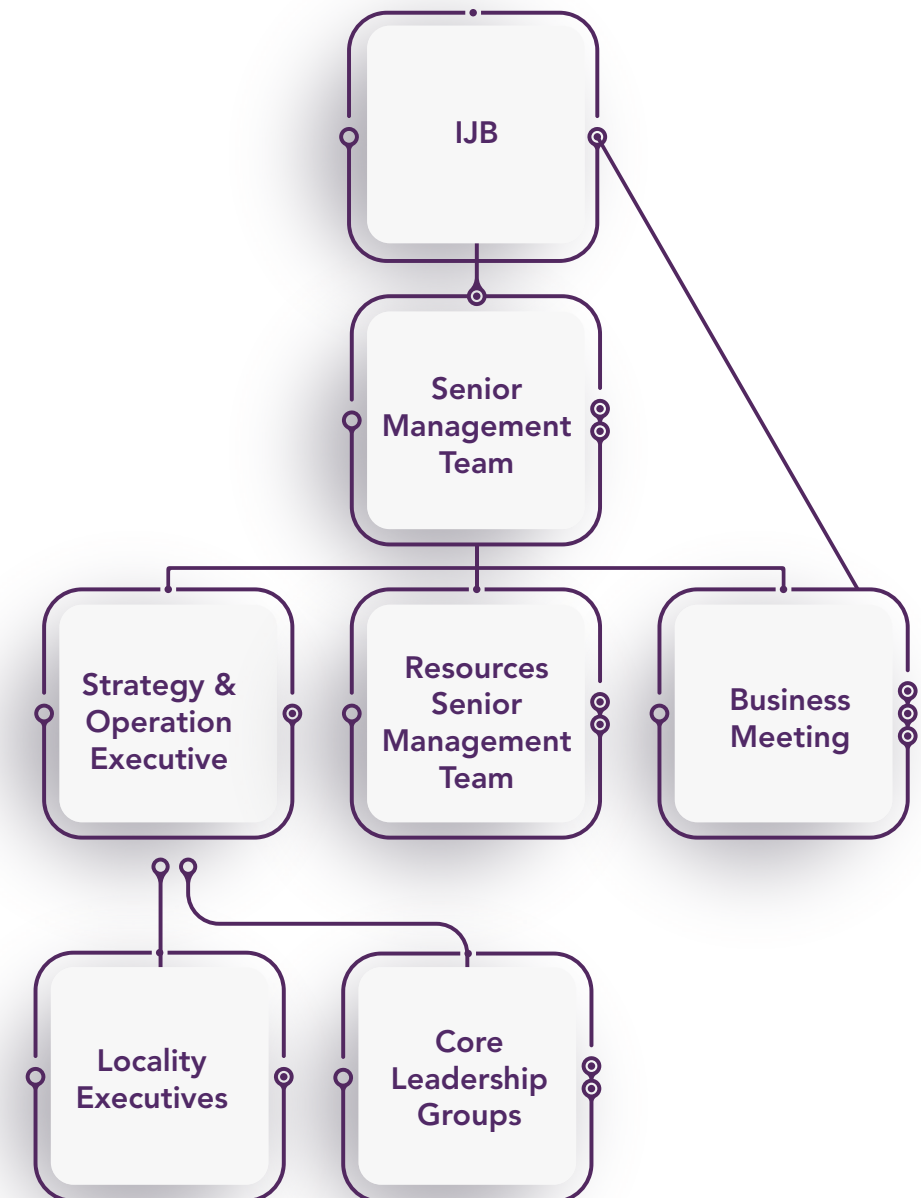 IJB
Senior
Management
Team
Strategy &
Operation
Executive
Resources
Senior
Management
Team
Business
Meeting
Locality
Executives
Core
Leadership
Groups